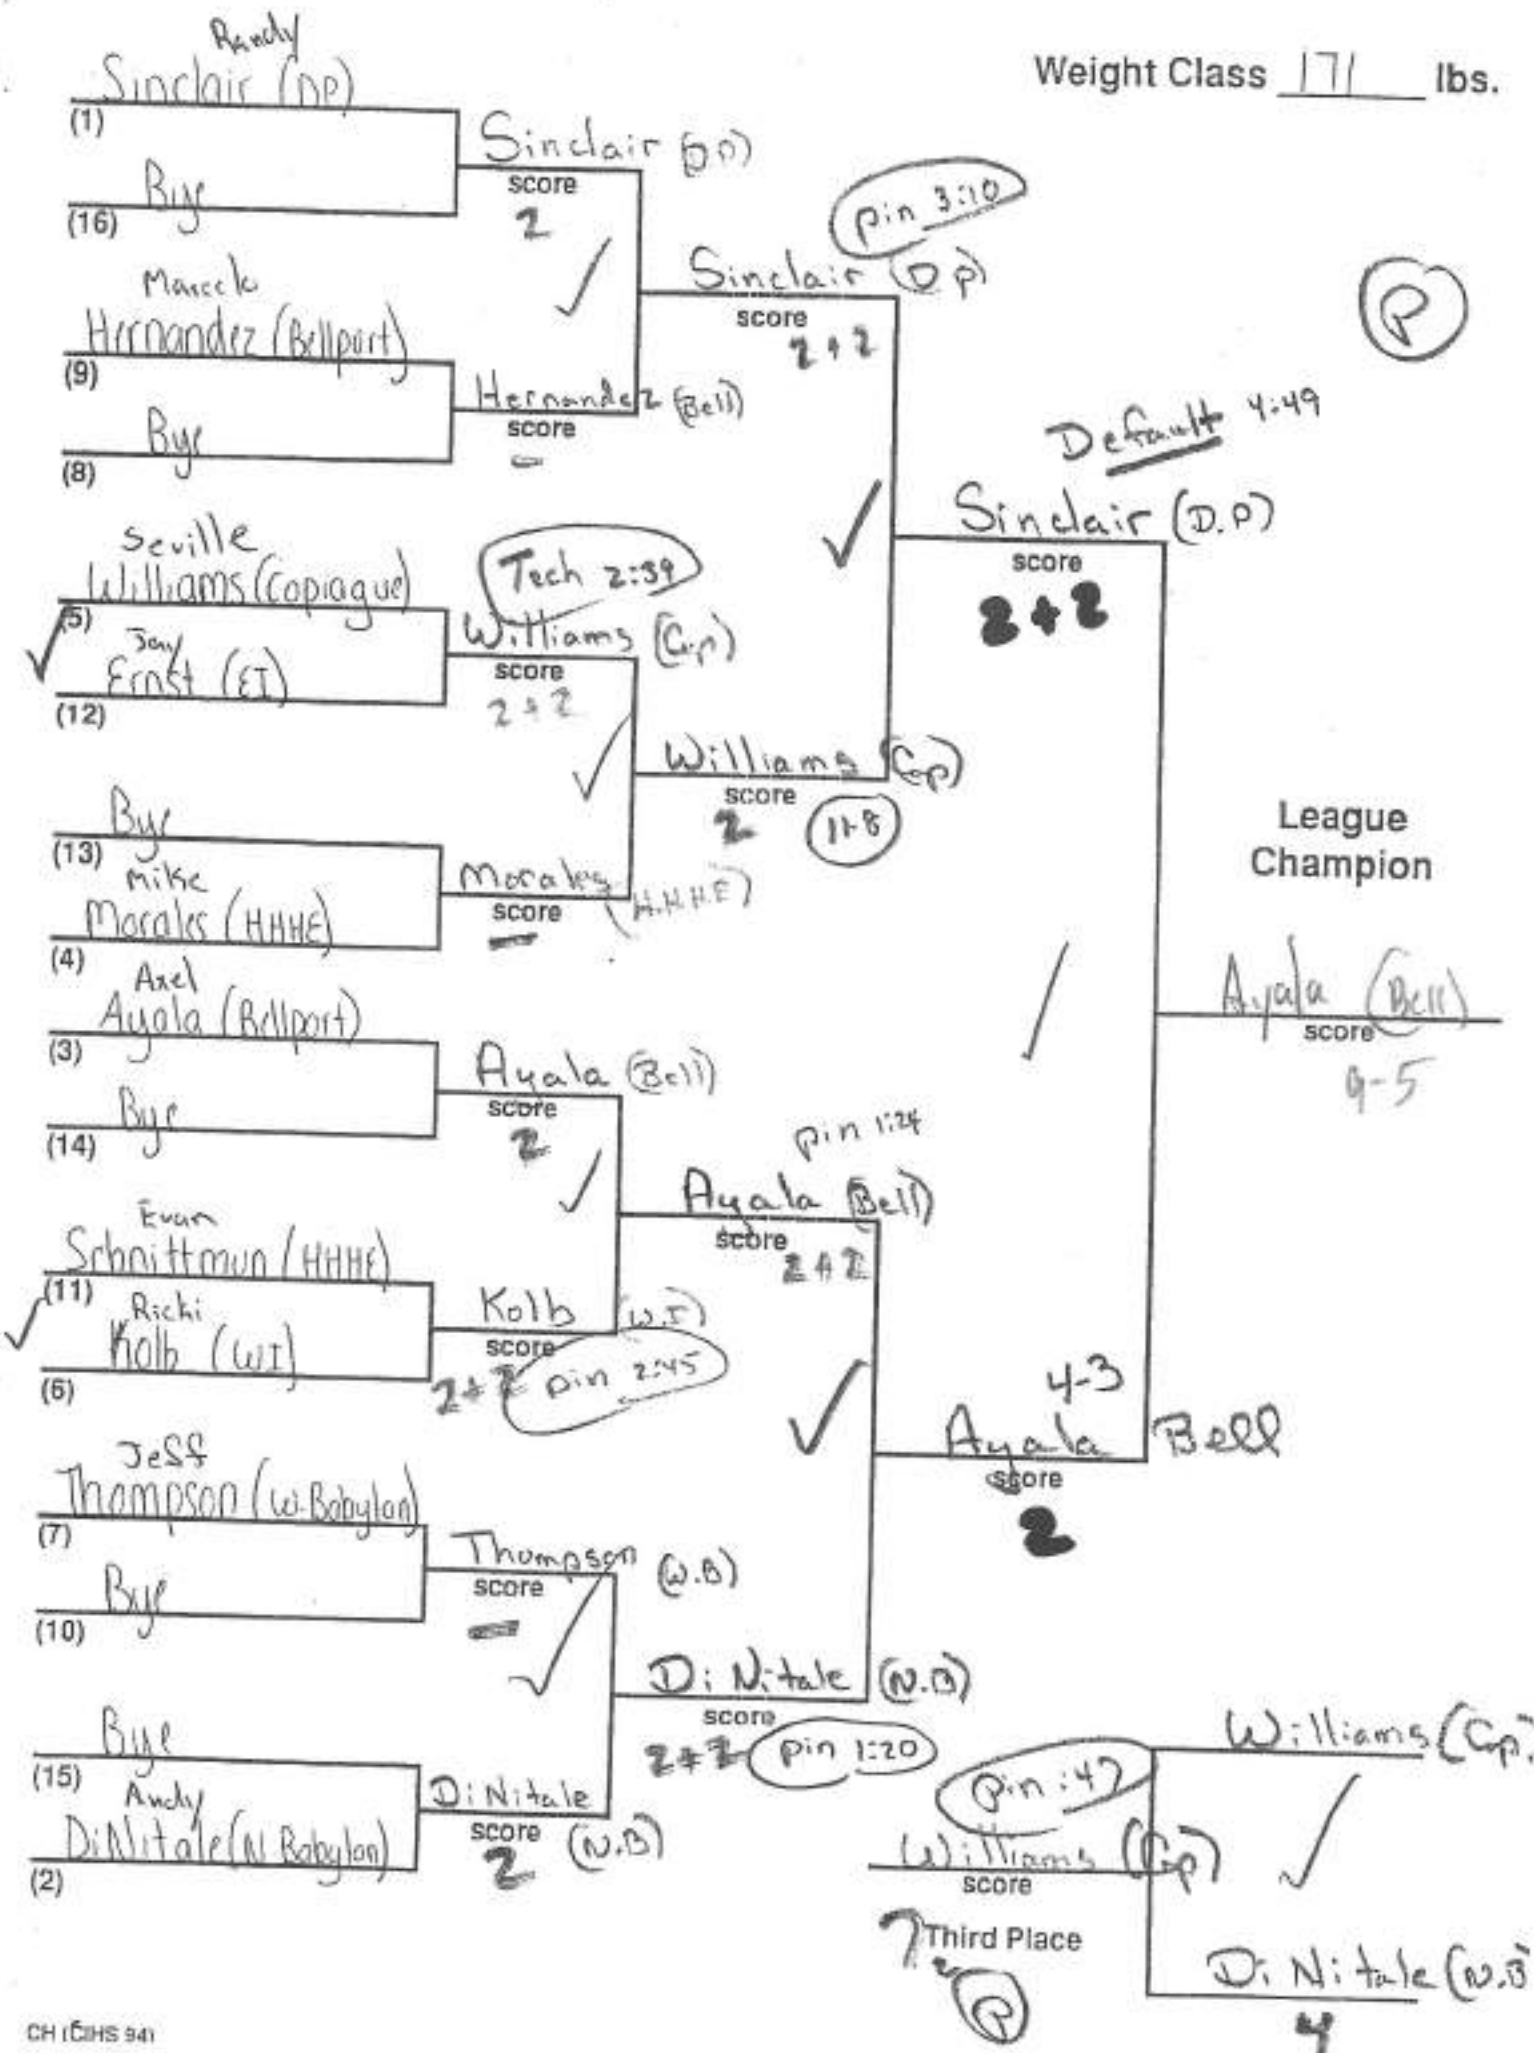 Weight Class 171 lbs.
Randy
Sinclair (DP)
(1)
Bye
(16)
Sinclair (DP)
score
2
Hernandez (Bellport)
(9)
Bye
(8)
Hernandez (Bell)
score
-
pin 3:10
Sinclair (D.P)
score
2+2
P
Seville
Williams (Copiague)
(5)
Jay
Ernst (EI)
(12)
Tech 2:39
Williams (Cop)
score
2+2
Bye
(13)
Mike
Morales (HHHE)
(4)
Morales (H.H.H.E)
score
-
Williams (Cop)
score
2
11-8
Default 4:49
Sinclair (D.P)
score
2+2
Axel
Ayala (Bellport)
(3)
Bye
(14)
Ayala (Bell)
score
2
Evan
Schnittman (HHHE)
(11)
Ricki
Kolb (WI)
(6)
Kolb (W.I)
score
2+2 pin 2:45
pin 1:24
Ayala (Bell)
score
2+2
Jeff
Thompson (W.Babylon)
(7)
Bye
(10)
Thompson (W.B)
score
-
Bye
(15)
Andy
DiNitale (N.Babylon)
(2)
DiNitale (N.B)
score
2
DiNitale (N.B)
score
2+2 pin 1:20
4-3
Ayala Bell
score
2
League
Champion
Ayala (Bell)
score
9-5
Williams (Cop.)
pin :47
Williams (Cop)
score
7 Third Place
2
P
DiNitale (N.B
4
CH (CIHS 94)